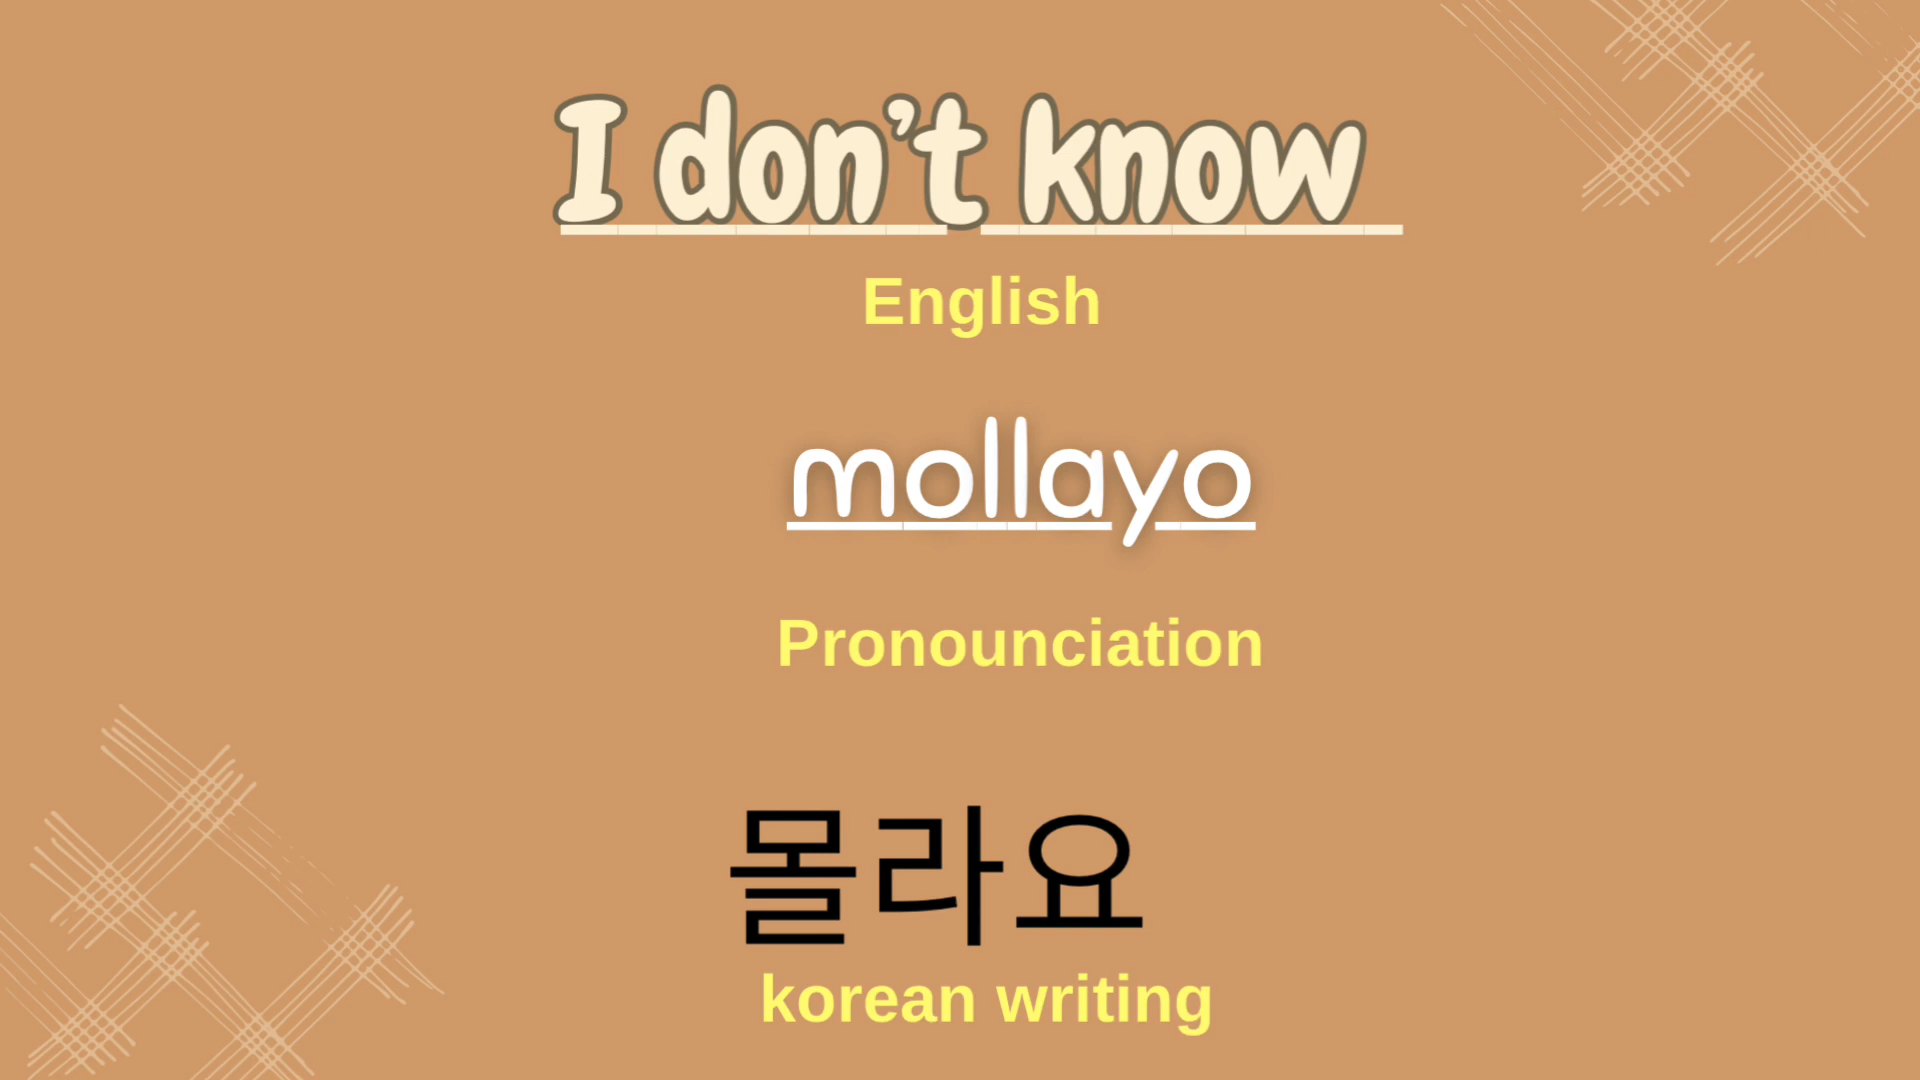 I don’t know
English
mollayo
Pronounciation
몰라요
korean writing